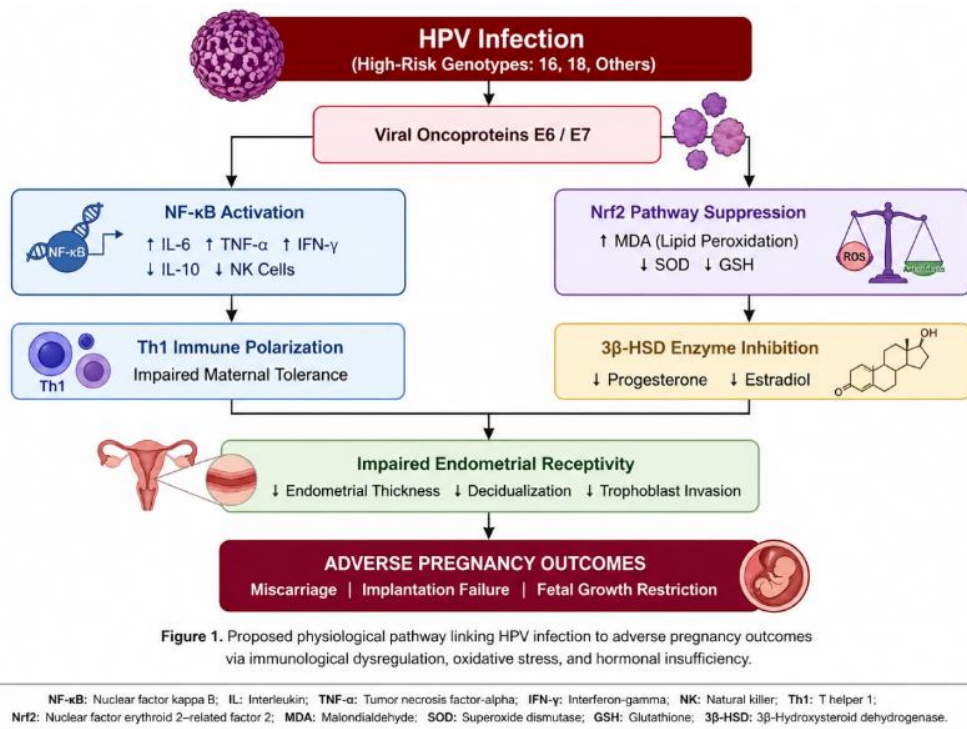 HPV Infection
(High-Risk Genotypes: 16, 18, Others)
Viral Oncoproteins E6 / E7
NF-κB Activation
NF-κB
↑ IL-6 ↑ TNF-α ↑ IFN-γ
↓ IL-10 ↓ NK Cells
Nrf2 Pathway Suppression
↑ MDA (Lipid Peroxidation)
↓ SOD ↓ GSH
ROS
Th1 Immune Polarization
Impaired Maternal Tolerance
Th1
3β-HSD Enzyme Inhibition
↓ Progesterone ↓ Estradiol
OH
O
Impaired Endometrial Receptivity
↓ Endometrial Thickness ↓ Decidualization ↓ Trophoblast Invasion
ADVERSE PREGNANCY OUTCOMES
Miscarriage | Implantation Failure | Fetal Growth Restriction
Figure 1. Proposed physiological pathway linking HPV infection to adverse pregnancy outcomes
via immunological dysregulation, oxidative stress, and hormonal insufficiency.
NF-κB: Nuclear factor kappa B; IL: Interleukin; TNF-α: Tumor necrosis factor-alpha; IFN-γ: Interferon-gamma; NK: Natural killer; Th1: T helper 1;
Nrf2: Nuclear factor erythroid 2–related factor 2; MDA: Malondialdehyde; SOD: Superoxide dismutase; GSH: Glutathione; 3β-HSD: 3β-Hydroxysteroid dehydrogenase.